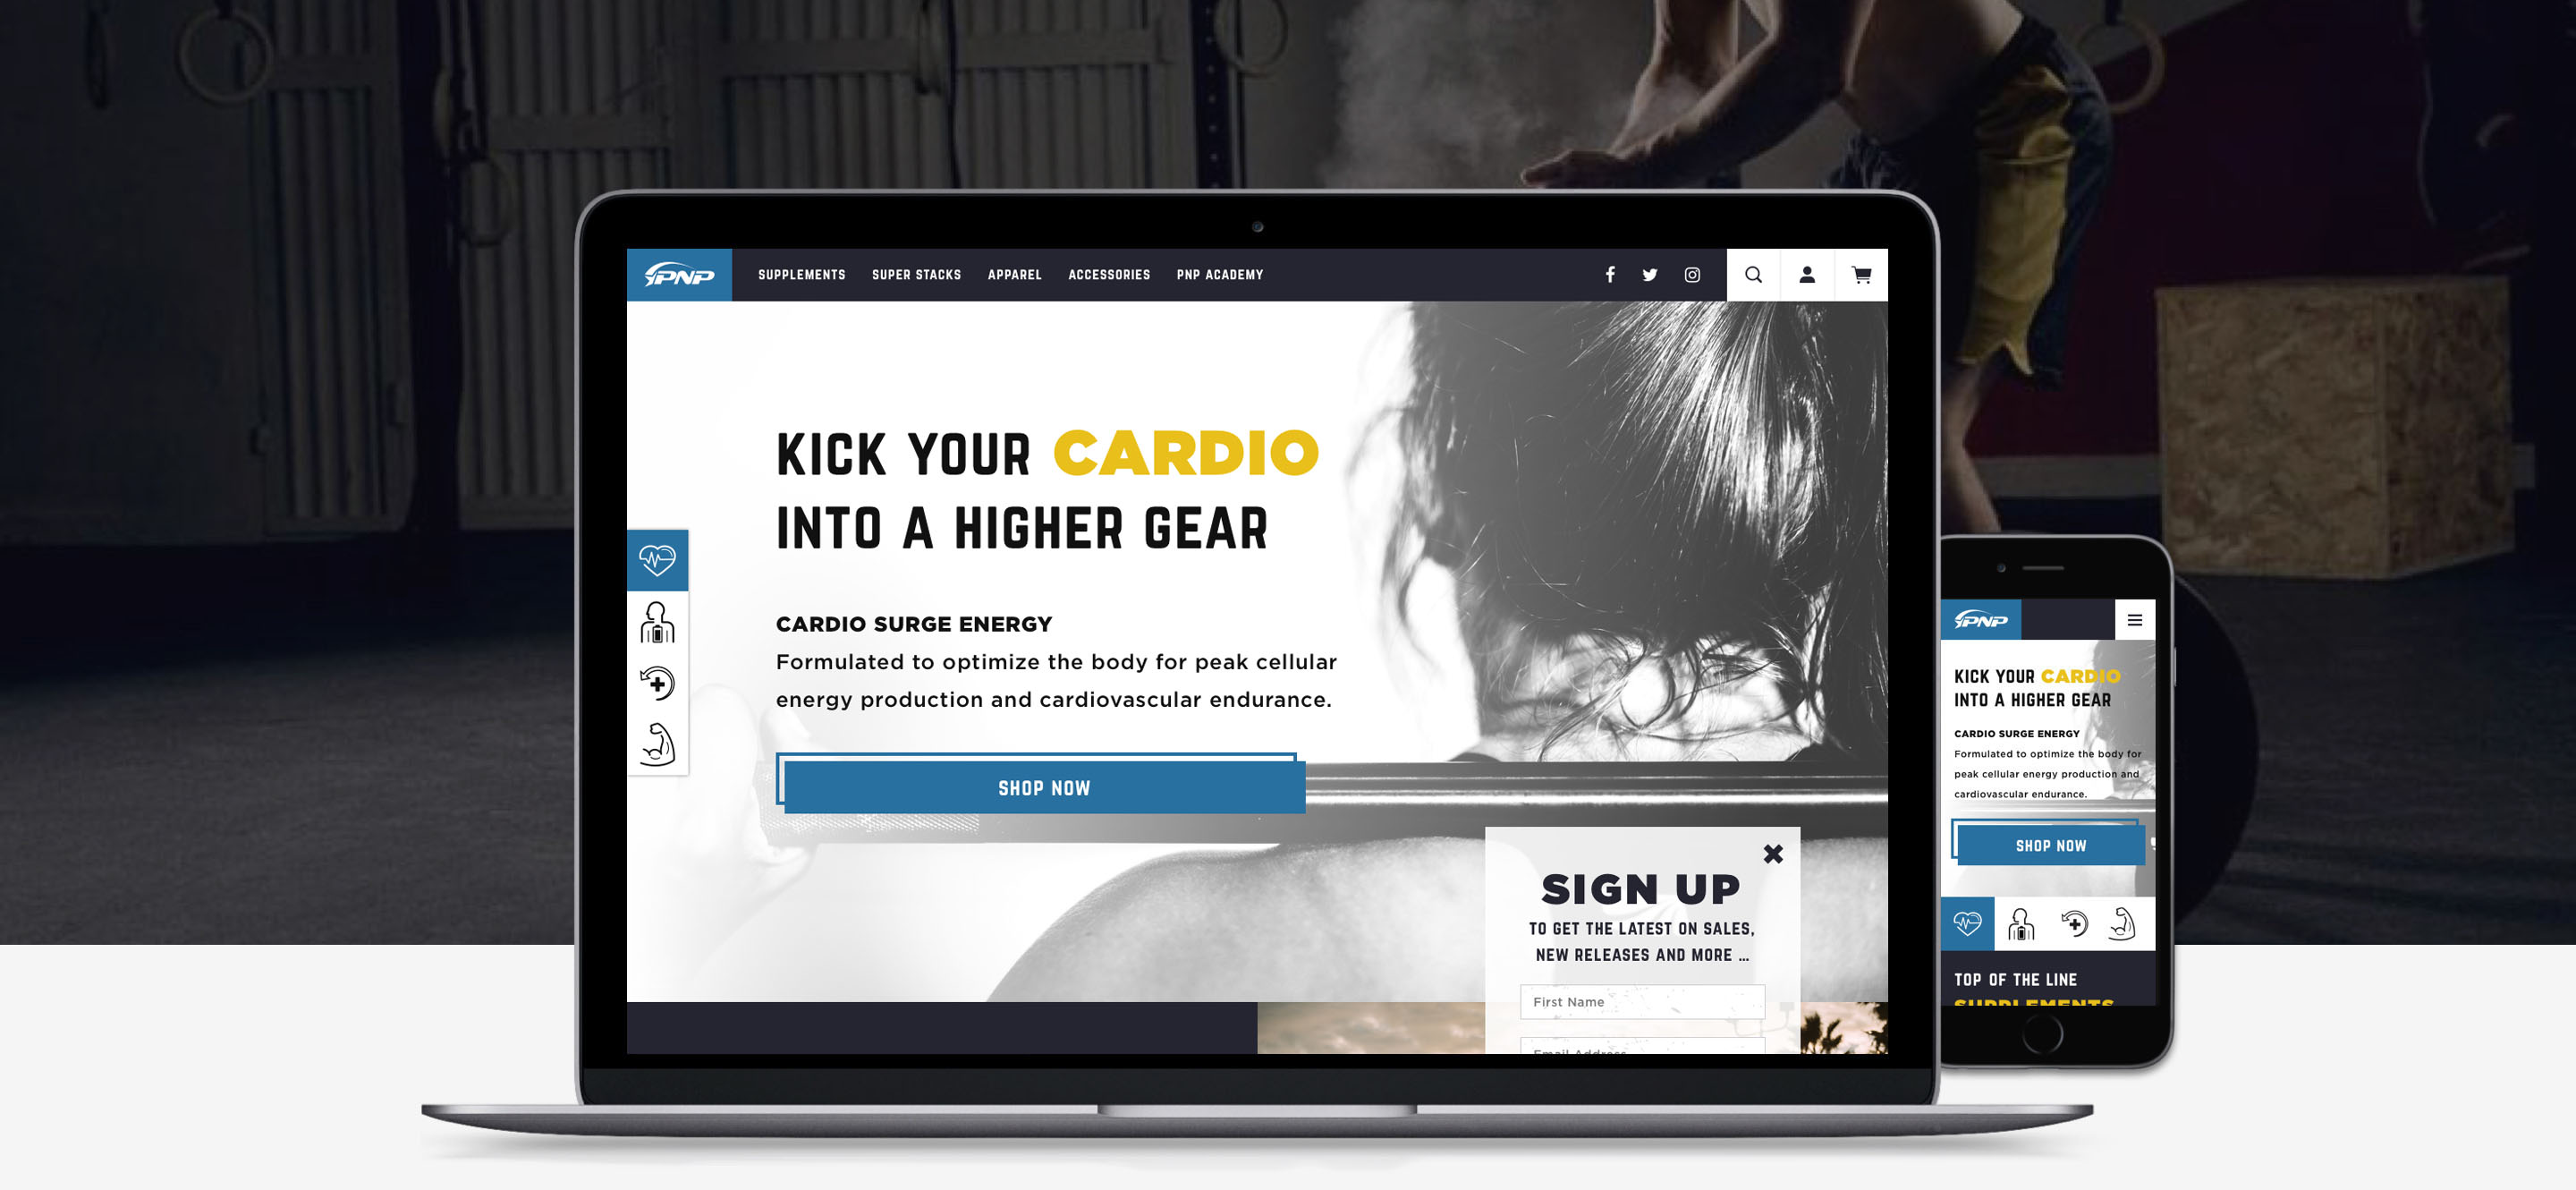 PNP
SUPPLEMENTS
SUPER STACKS
APPAREL
ACCESSORIES
PNP ACADEMY
KICK YOUR CARDIO
INTO A HIGHER GEAR
CARDIO SURGE ENERGY
Formulated to optimize the body for peak cellular
energy production and cardiovascular endurance.
SHOP NOW
SIGN UP
TO GET THE LATEST ON SALES,
NEW RELEASES AND MORE ...
First Name
Email Address
PNP
KICK YOUR CARDIO
INTO A HIGHER GEAR
CARDIO SURGE ENERGY
Formulated to optimize the body for
peak cellular energy production and
cardiovascular endurance.
SHOP NOW
TOP OF THE LINE
SUPPLEMENTS